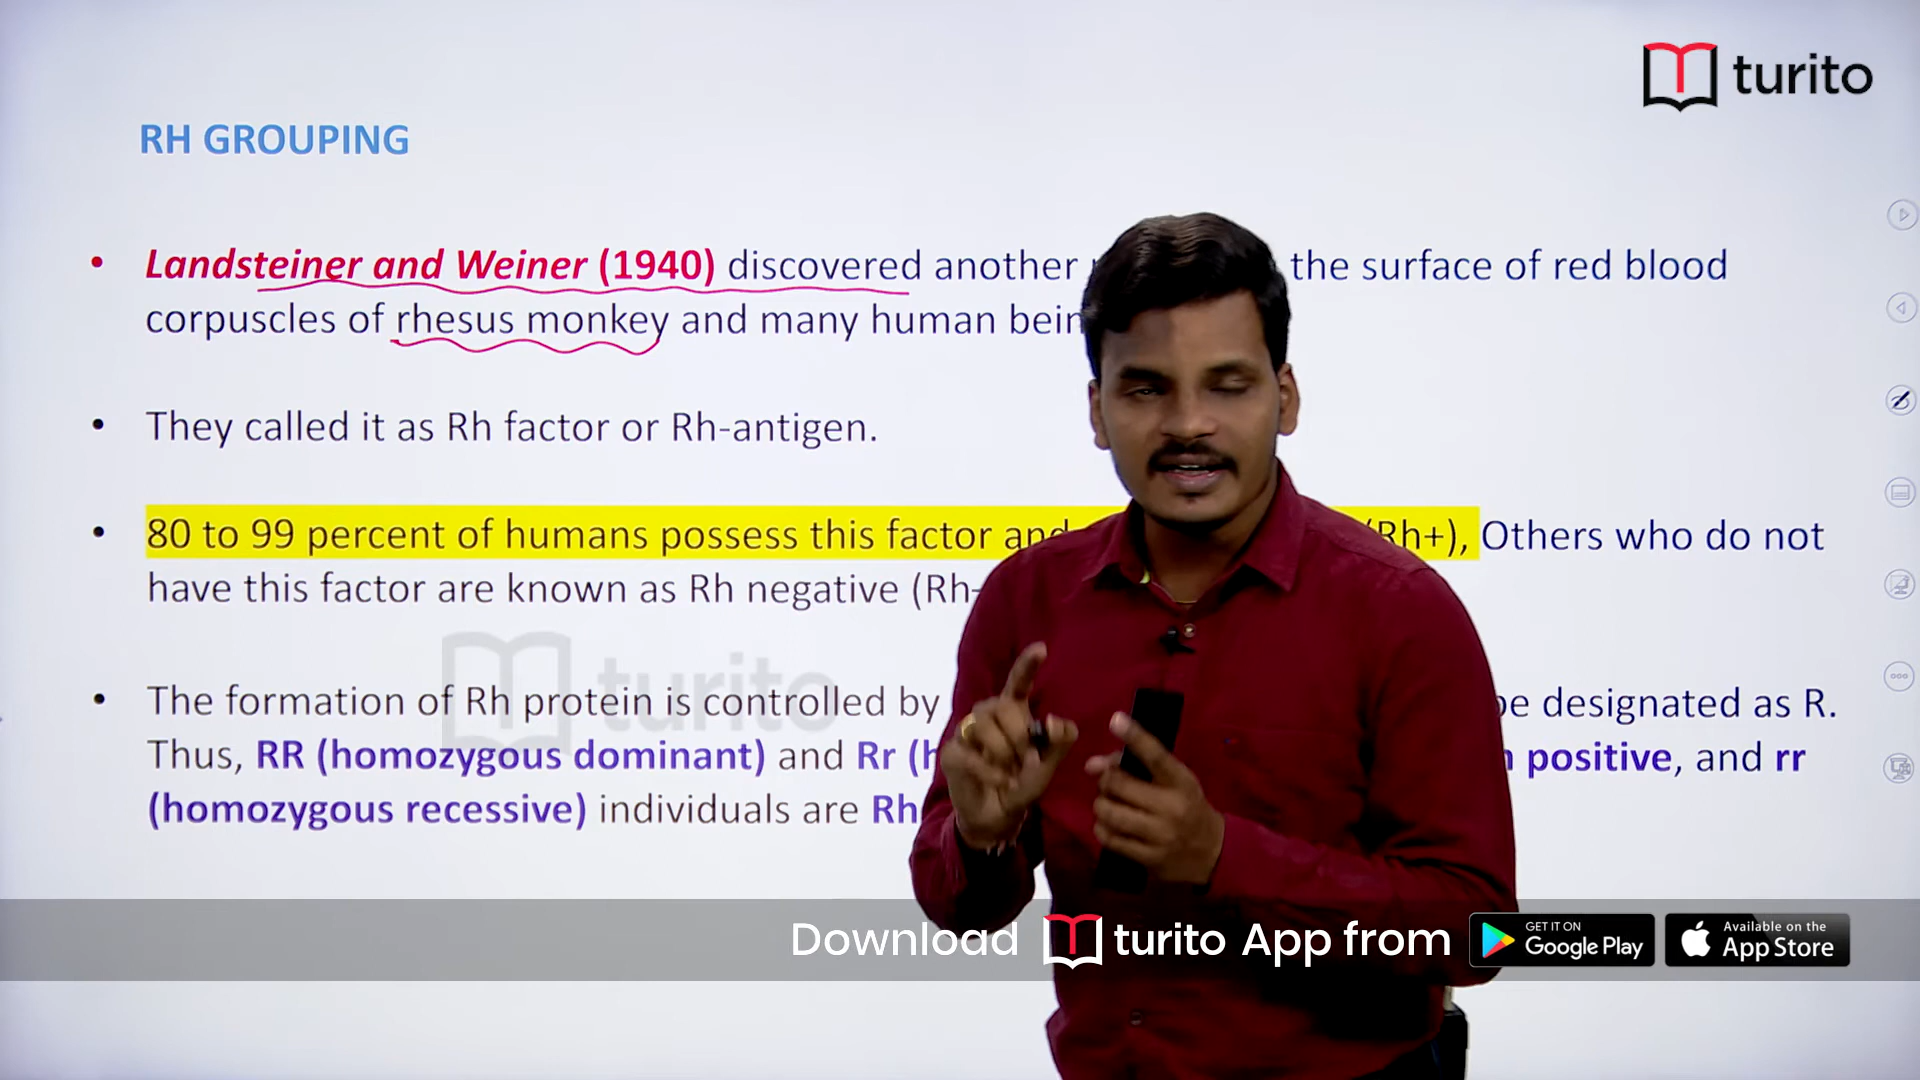 turito
RH GROUPING
• Landsteiner and Weiner (1940) discovered another the surface of red blood
corpuscles of rhesus monkey and many human
• They called it as Rh factor or Rh-antigen.
• 80 to 99 percent of humans possess this factor and (Rh+), Others who do not
have this factor are known as Rh negative (Rh-
turito
• The formation of Rh protein is controlled by be designated as R.
Thus, RR (homozygous dominant) and Rr positive, and rr
(homozygous recessive) individuals are Rh
Download turito App from
GET IT ON
Google Play
Available on the
App Store